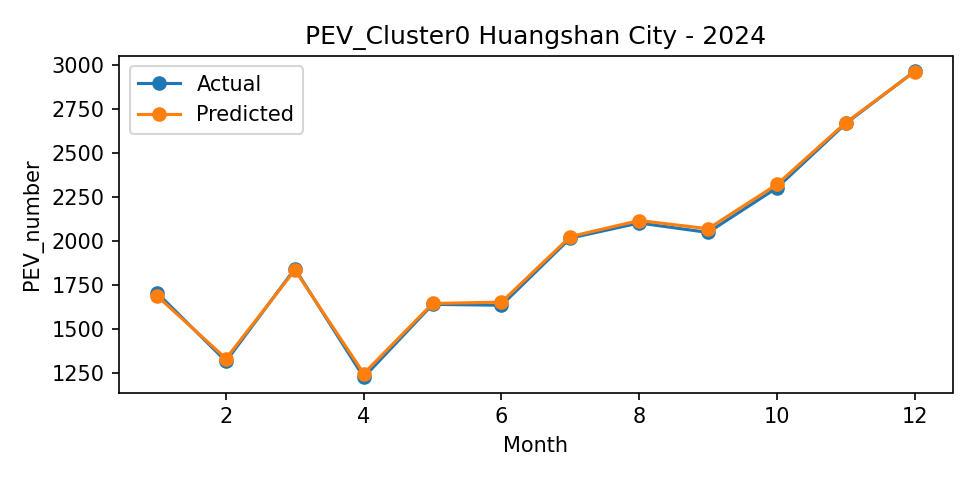 PEV_Cluster0 Huangshan City - 2024
Actual
Predicted
PEV_number
3000
2750
2500
2250
2000
1750
1500
1250
2 4 6 8 10 12
Month